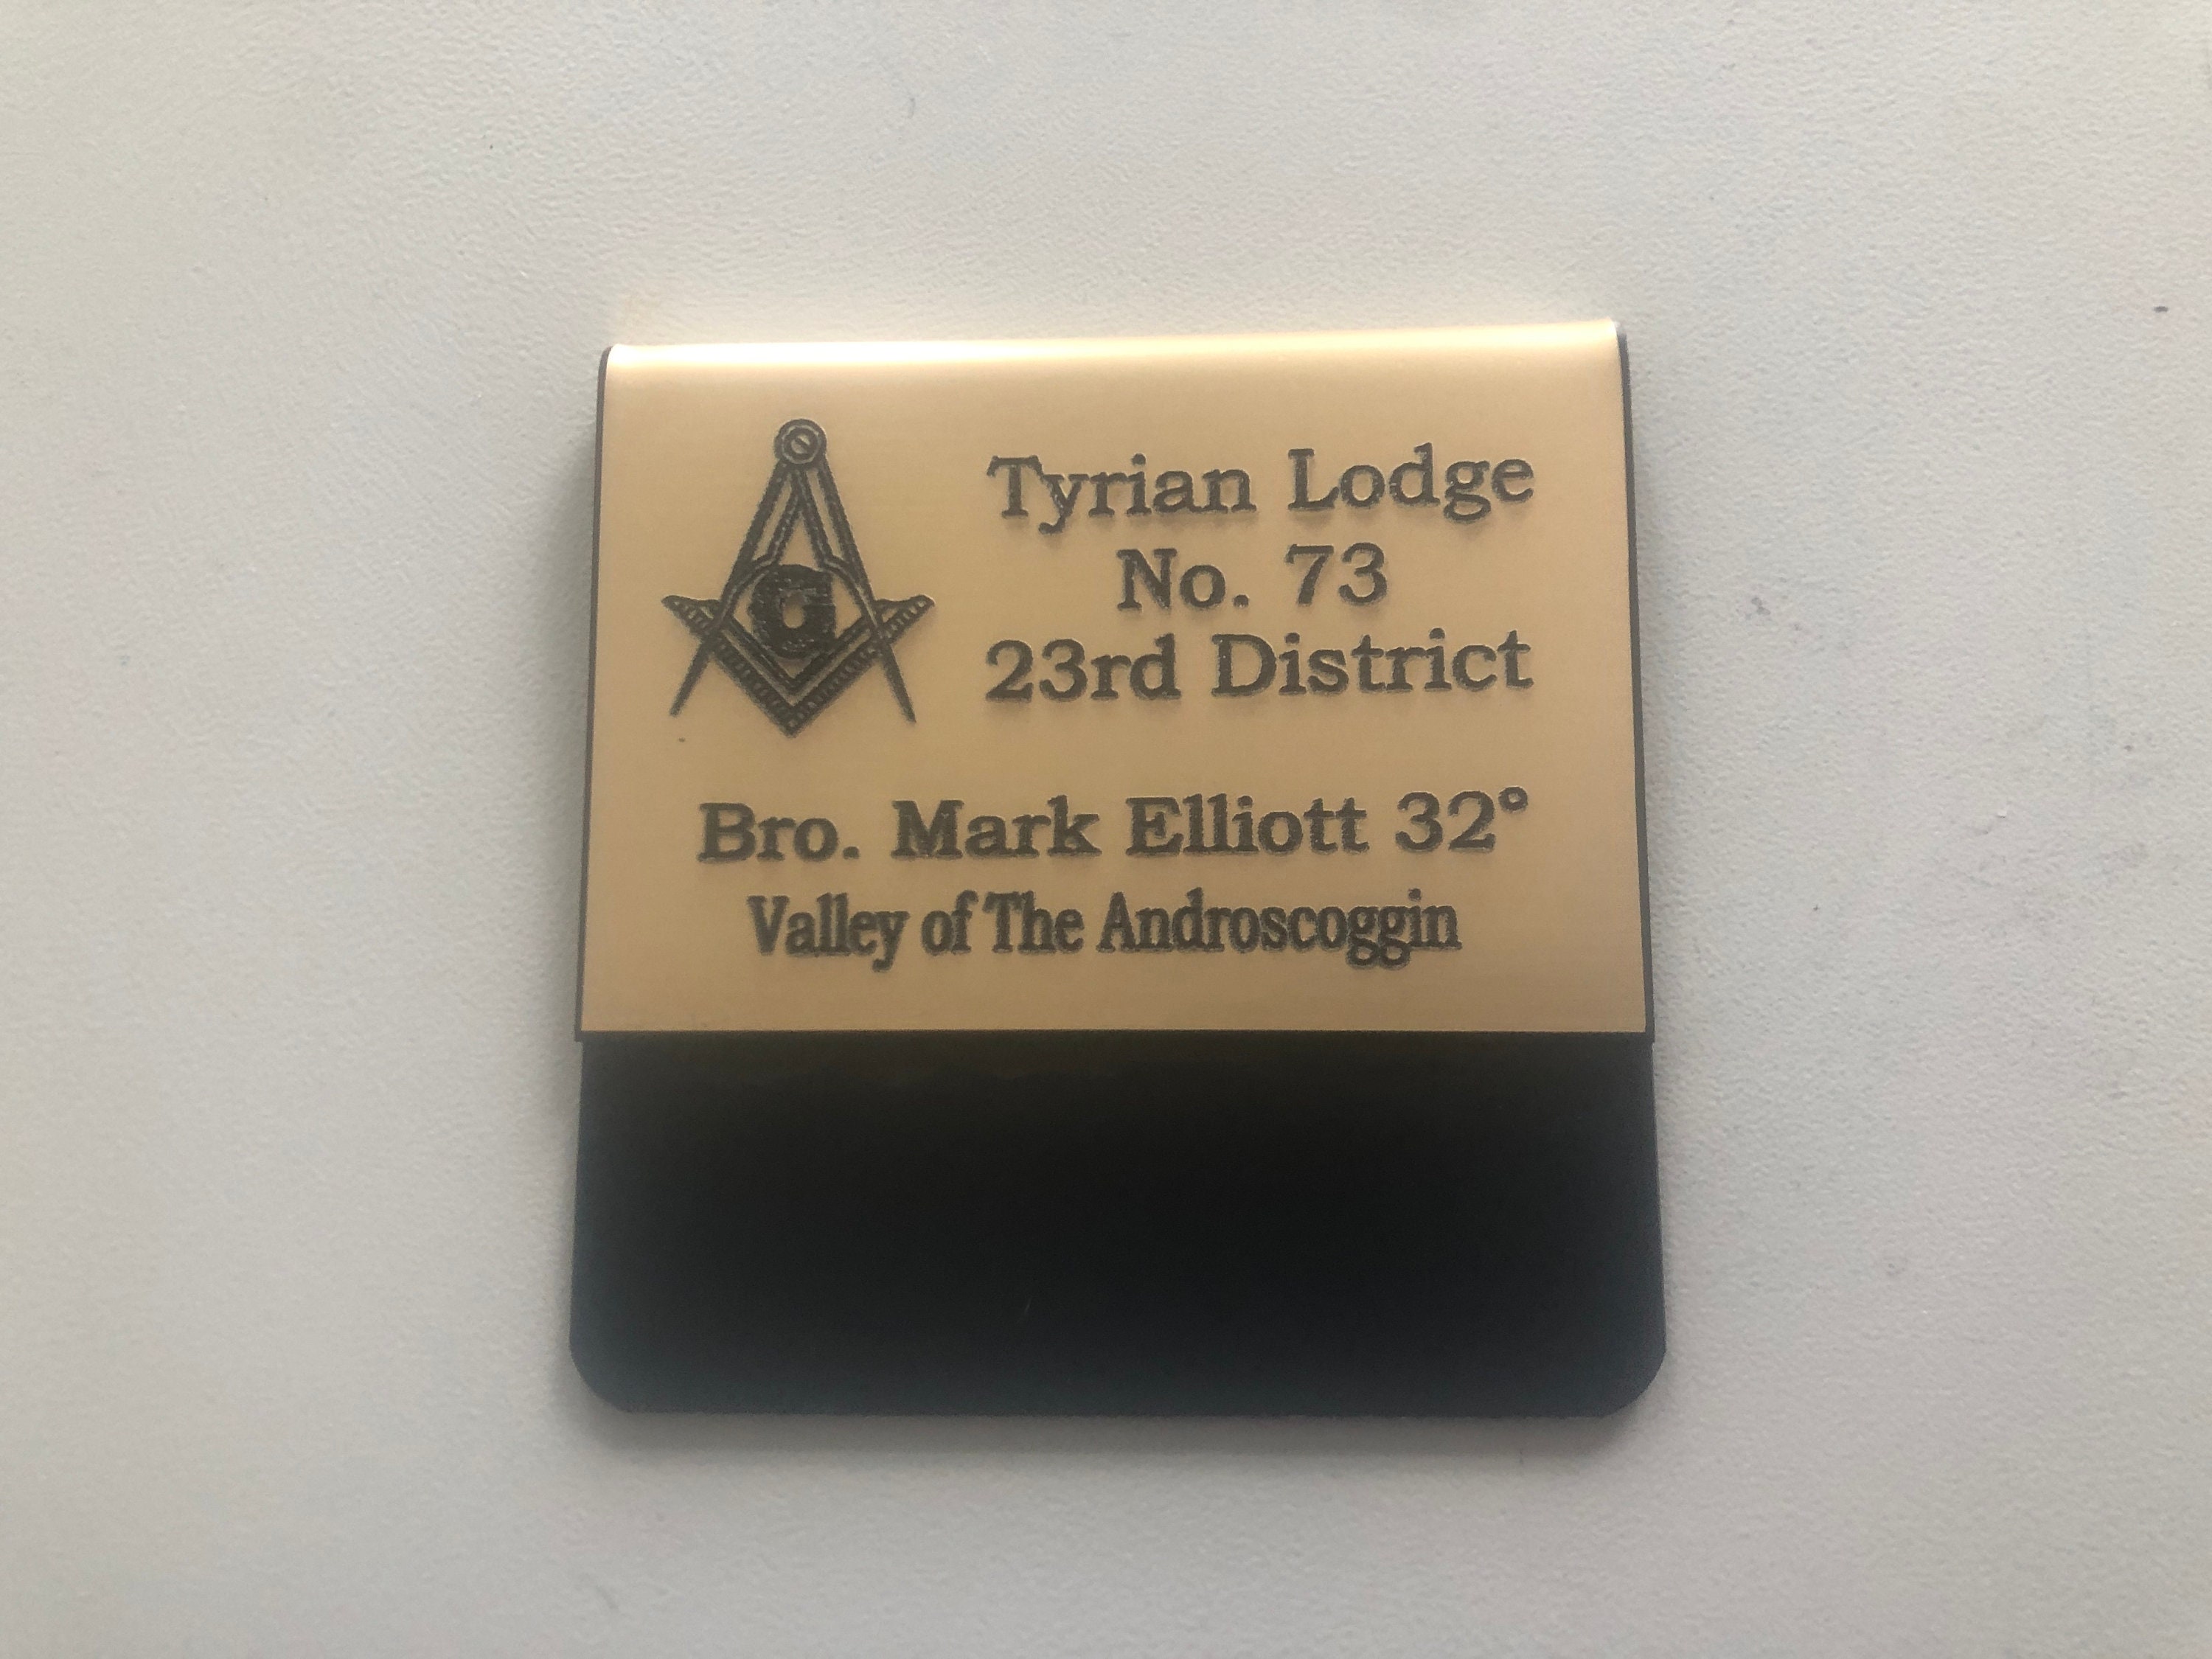 G
Tyrian Lodge
No. 73
23rd District
Bro. Mark Elliott 32°
Valley of The Androscoggin